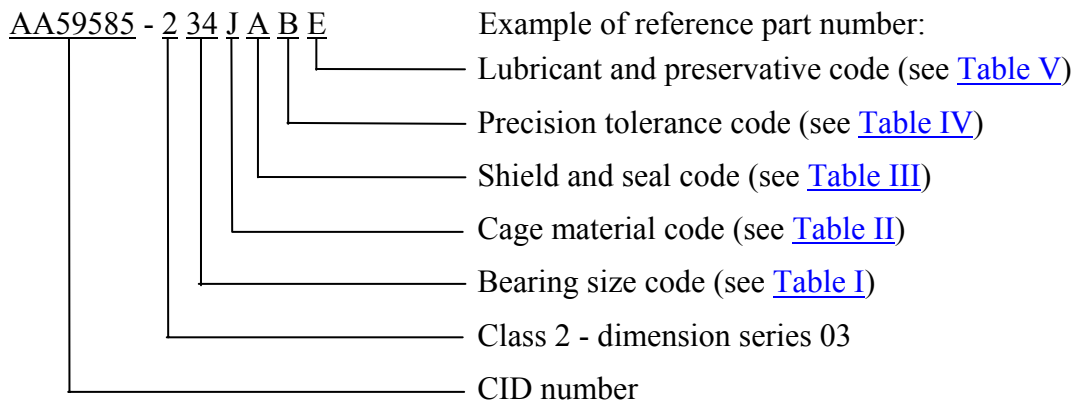 AA59585 - 2 34 J A B E Example of reference part number:
Lubricant and preservative code (see Table V)
Precision tolerance code (see Table IV)
Shield and seal code (see Table III)
Cage material code (see Table II)
Bearing size code (see Table I)
Class 2 - dimension series 03
CID number